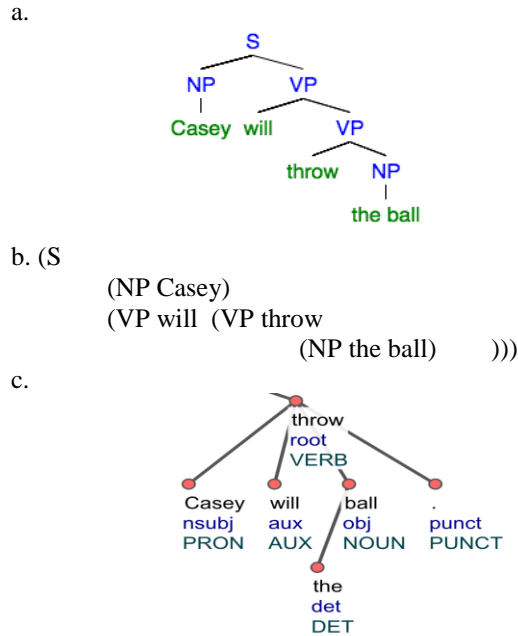 a.
S
NP VP
Casey will VP
throw NP
the ball
b. (S
(NP Casey)
(VP will (VP throw
(NP the ball) )))
c.
throw
root
VERB
Casey will ball .
nsubj aux obj punct
PRON AUX NOUN PUNCT
the
det
DET